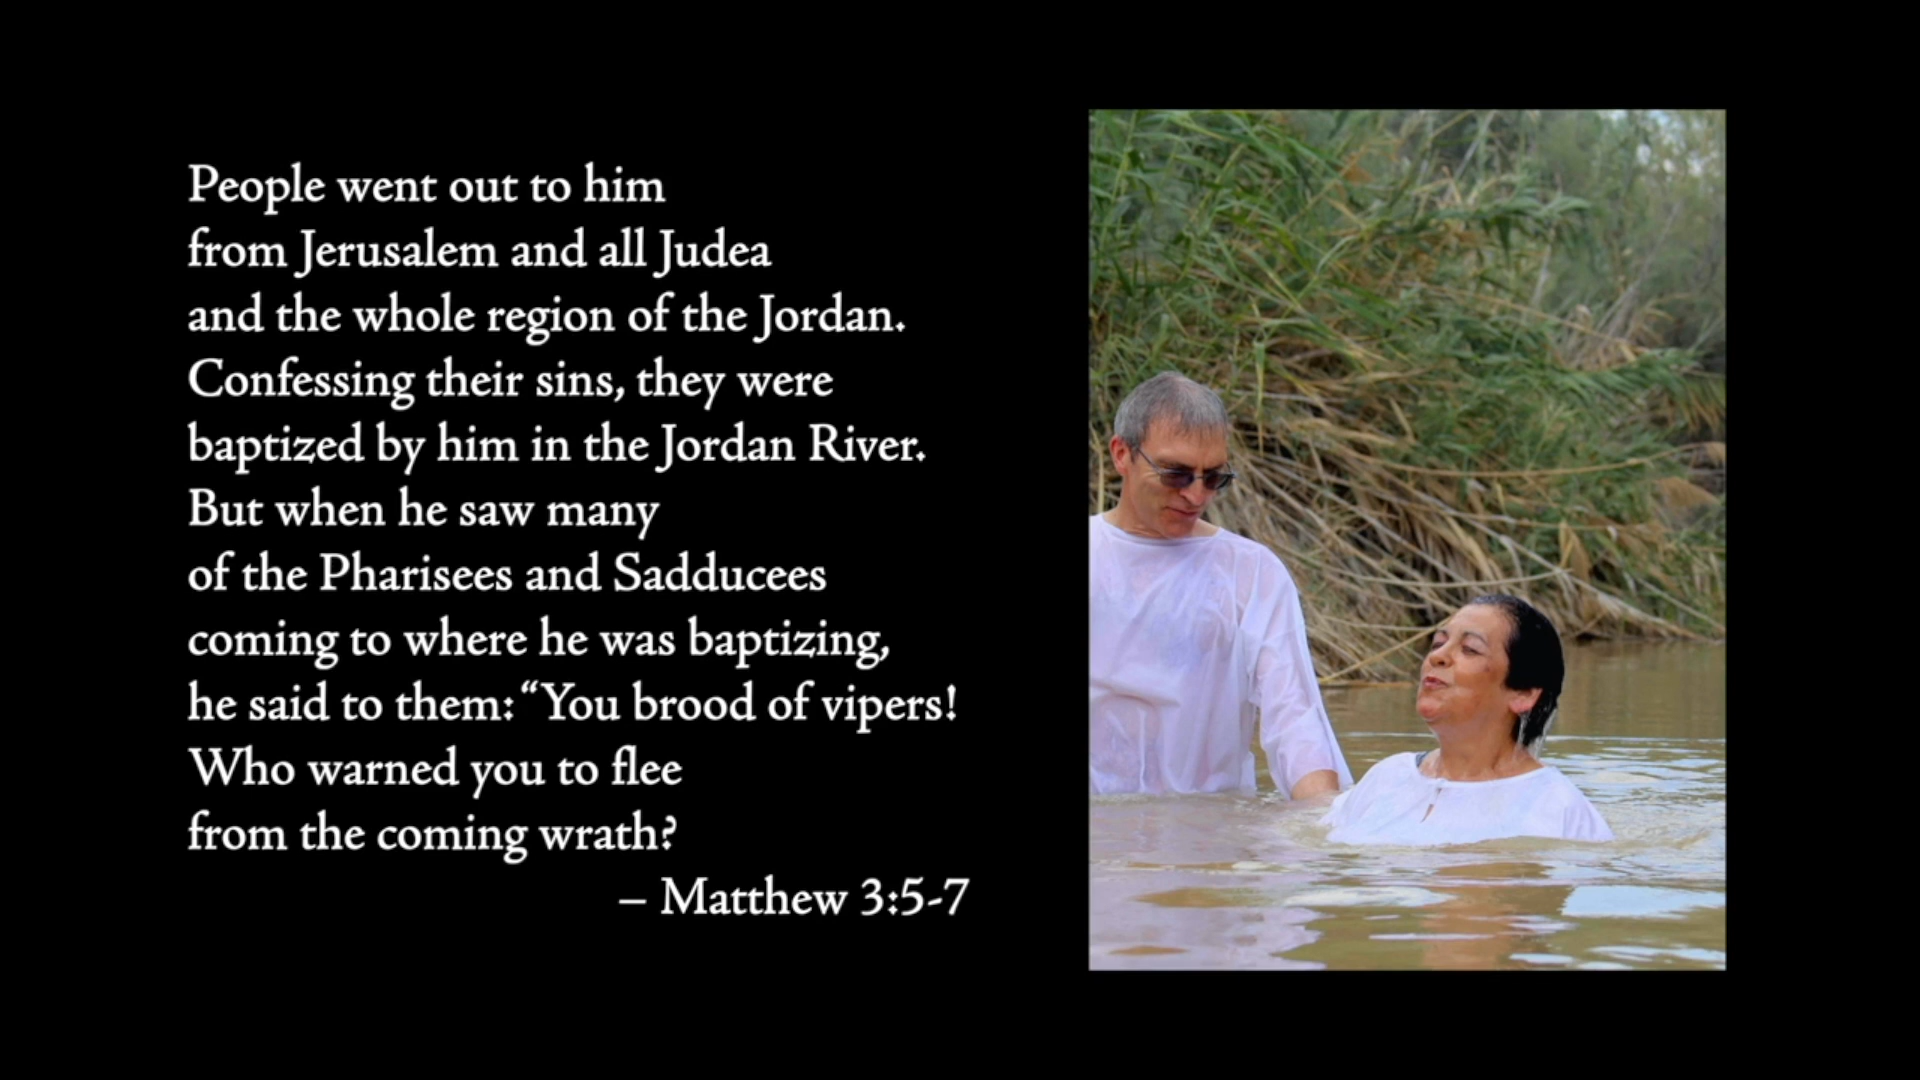 People went out to him
from Jerusalem and all Judea
and the whole region of the Jordan.
Confessing their sins, they were
baptized by him in the Jordan River.
But when he saw many
of the Pharisees and Sadducees
coming to where he was baptizing,
he said to them: “You brood of vipers!
Who warned you to flee
from the coming wrath?
– Matthew 3:5-7